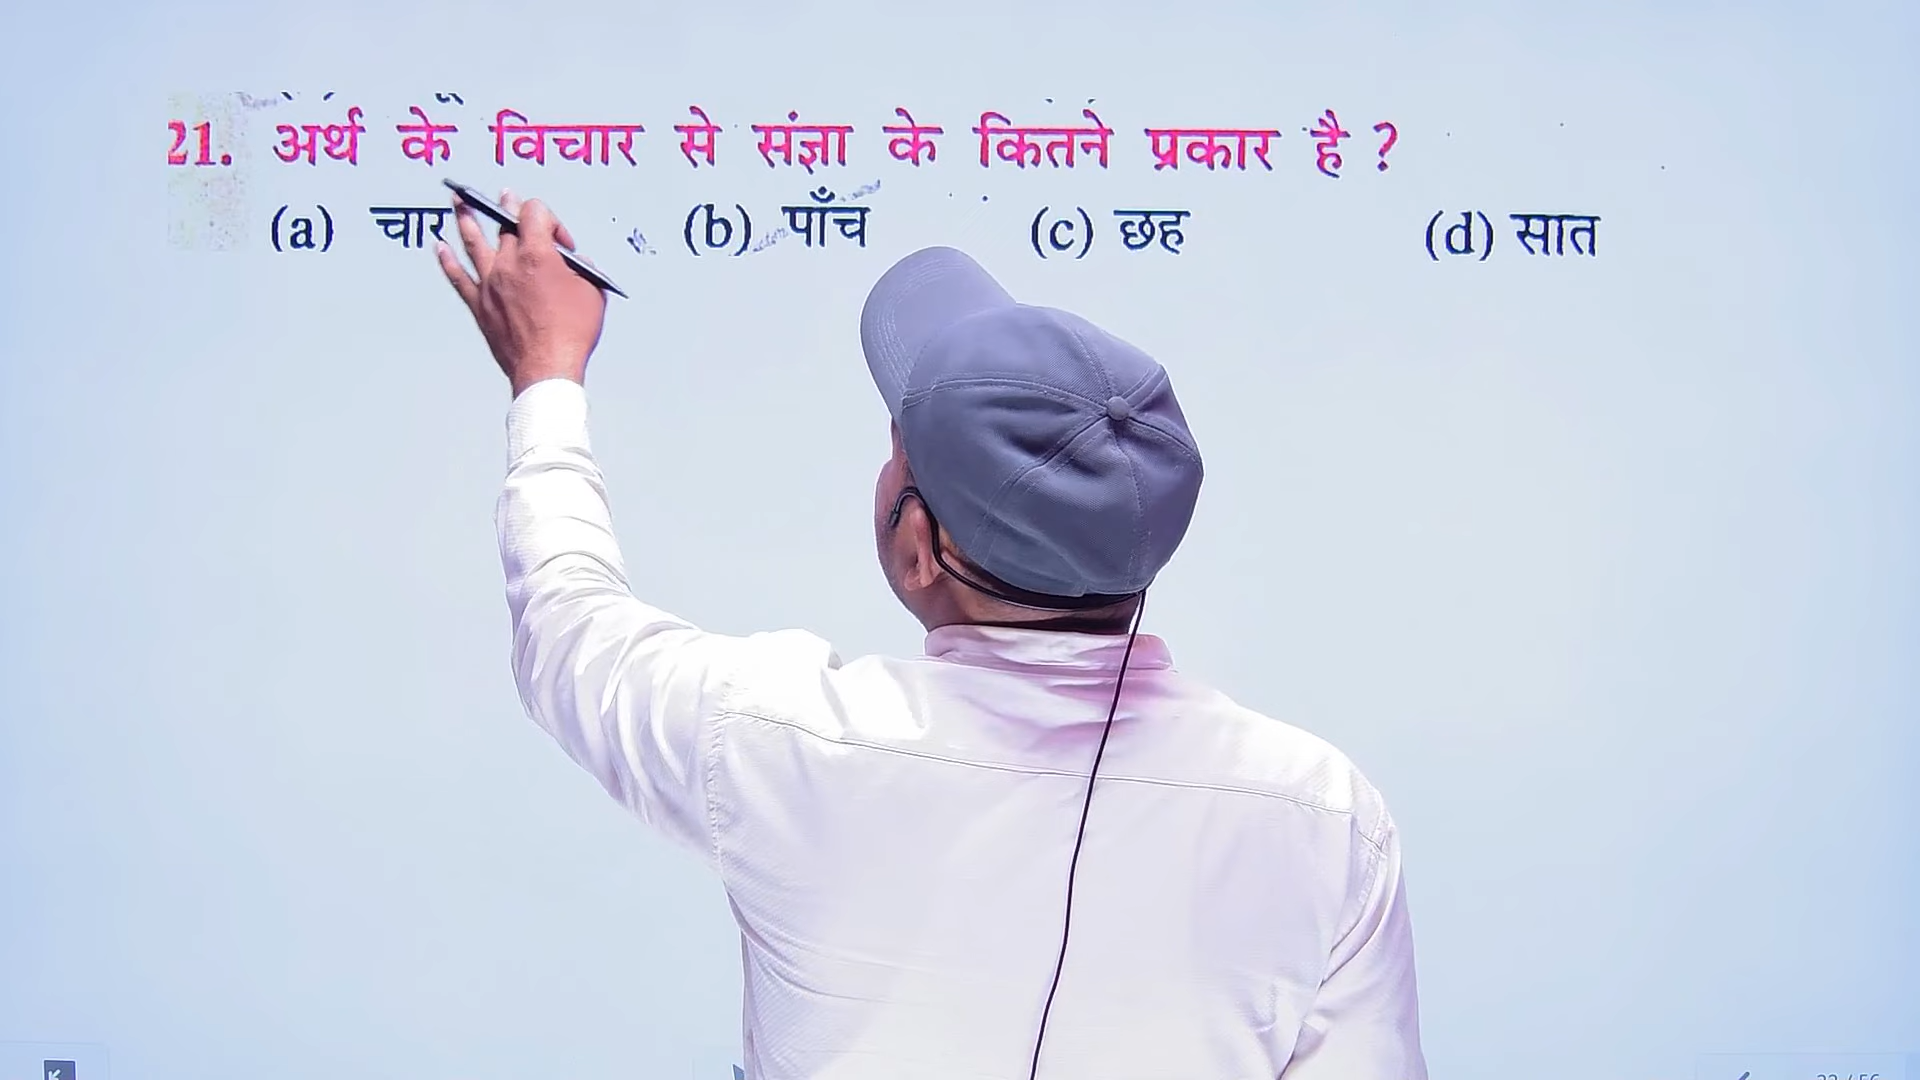 21. अर्थ के विचार से संज्ञा के कितने प्रकार है ?
(a) चार (b) पाँच (c) छह (d) सात